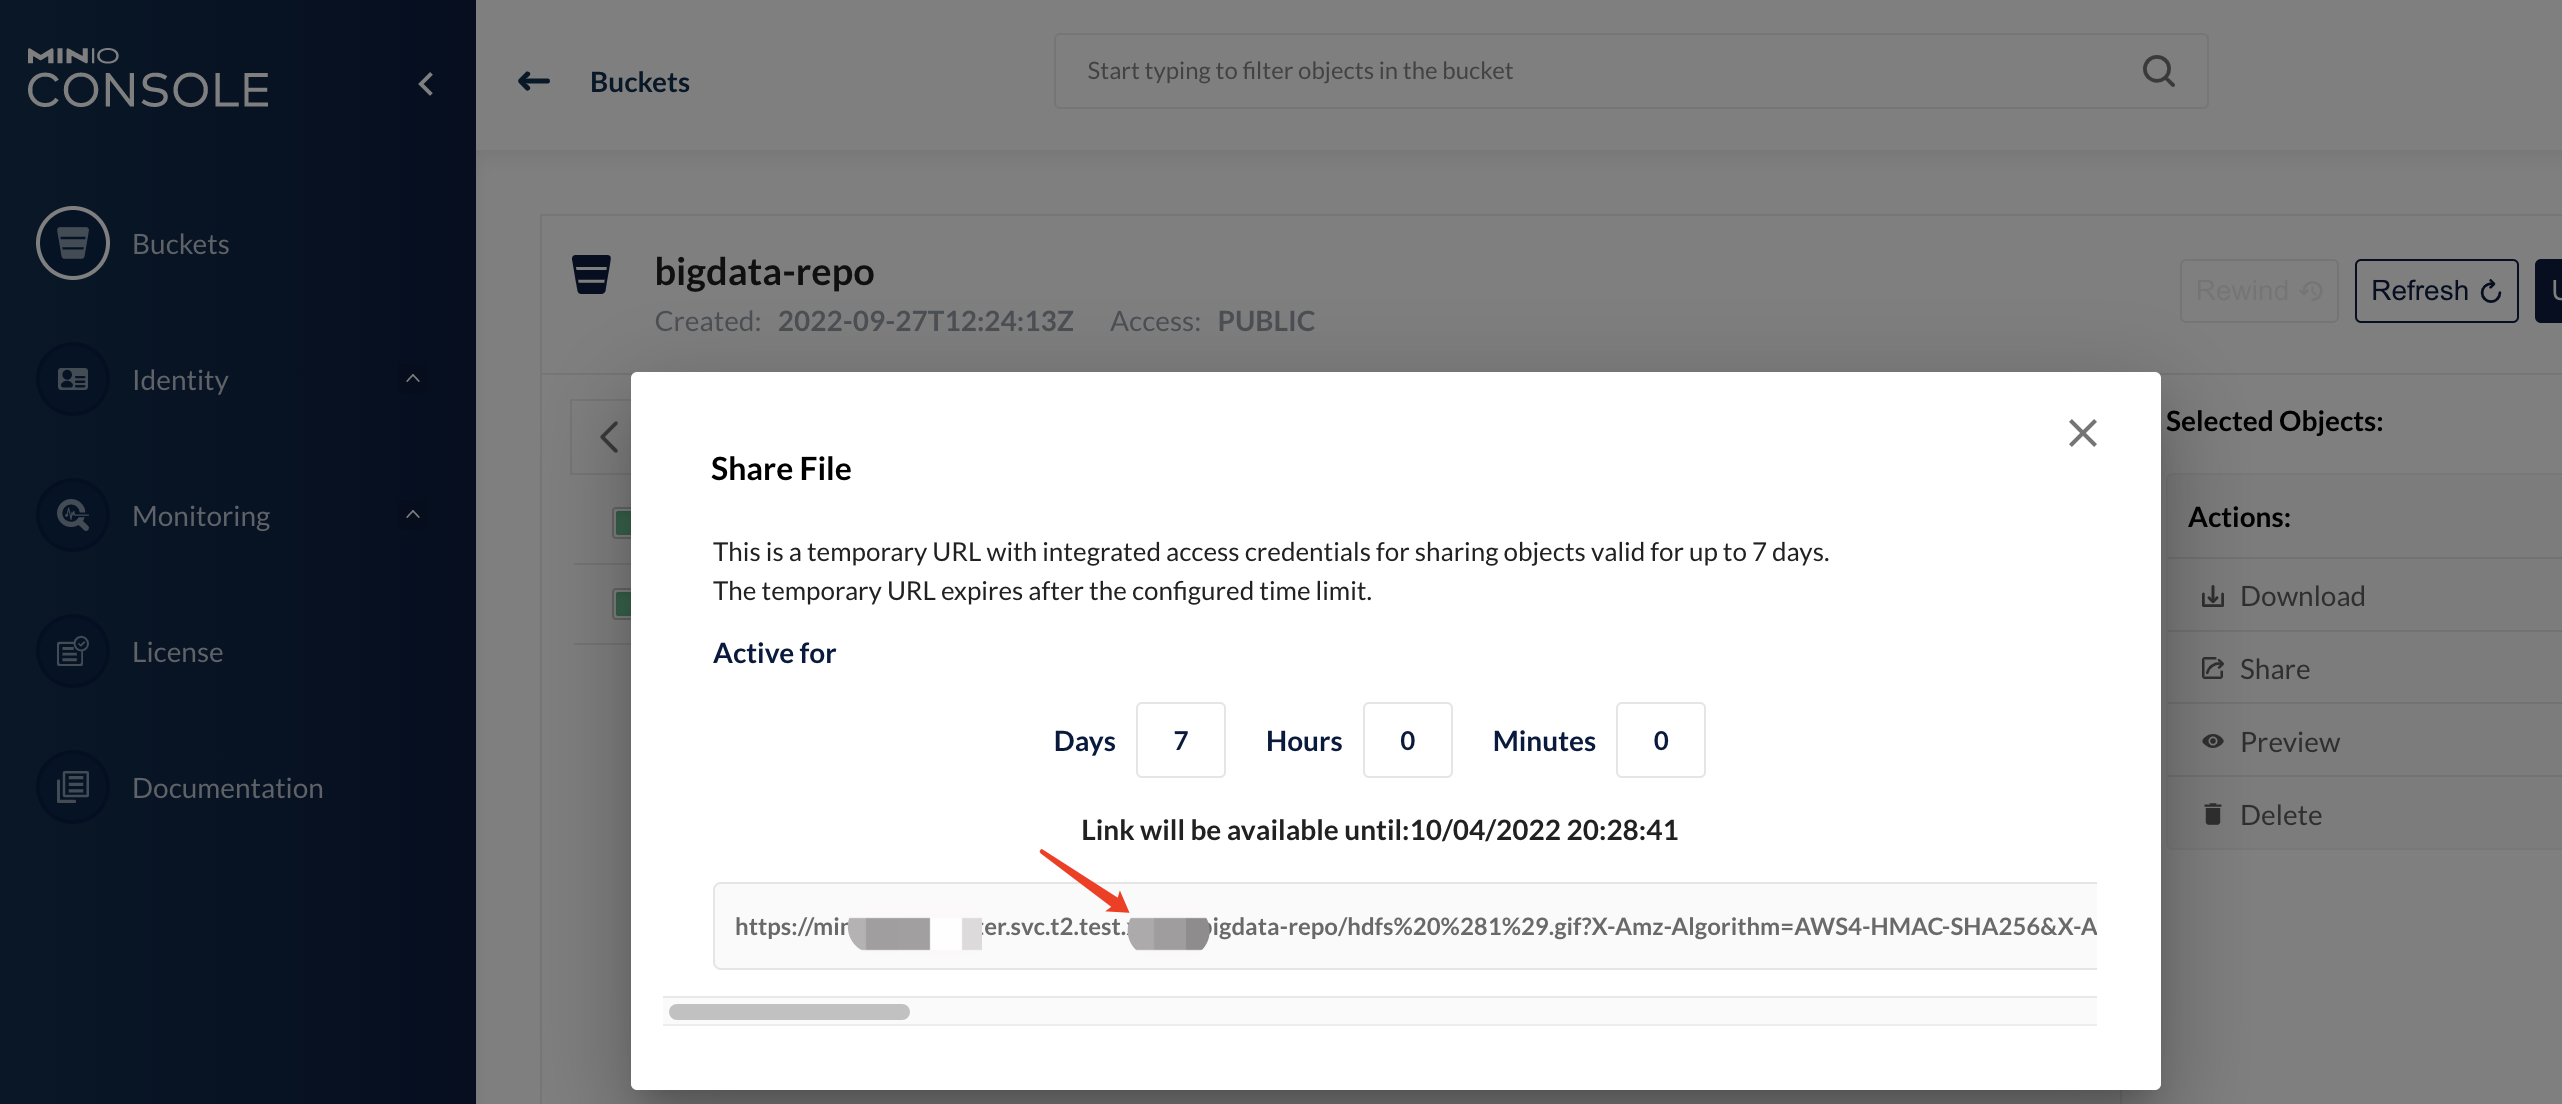 MINIO
CONSOLE
Buckets
Identity
Monitoring
License
Documentation
Buckets
Start typing to filter objects in the bucket
bigdata-repo
Created: 2022-09-27T12:24:13Z Access: PUBLIC
Rewind
Refresh
Selected Objects:
Actions:
Download
Share
Preview
Delete
Share File
This is a temporary URL with integrated access credentials for sharing objects valid for up to 7 days.
The temporary URL expires after the configured time limit.
Active for
Days 7 Hours 0 Minutes 0
Link will be available until:10/04/2022 20:28:41
https://min er.svc.t2.test. igdata-repo/hdfs%20%281%29.gif?X-Amz-Algorithm=AWS4-HMAC-SHA256&X-A